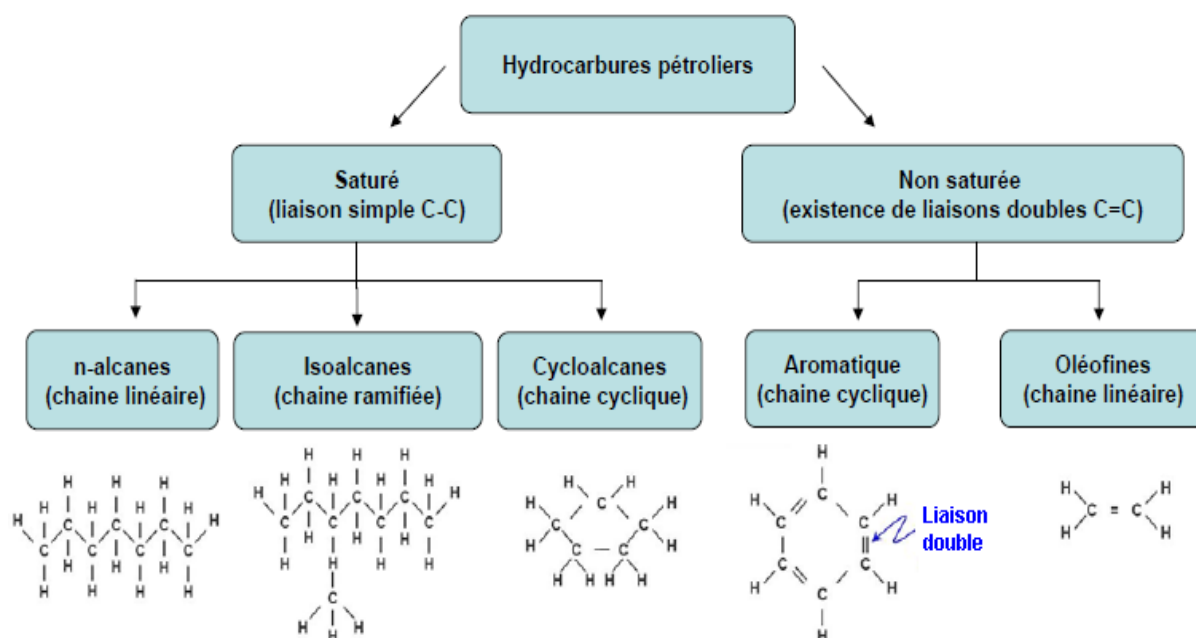 Hydrocarbures pétroliers
Saturé
(liaison simple C-C)
Non saturée
(existence de liaisons doubles C=C)
n-alcanes
(chaine linéaire)
Isoalcanes
(chaine ramifiée)
Cycloalcanes
(chaine cyclique)
Aromatique
(chaine cyclique)
Oléofines
(chaine linéaire)
Liaison
double